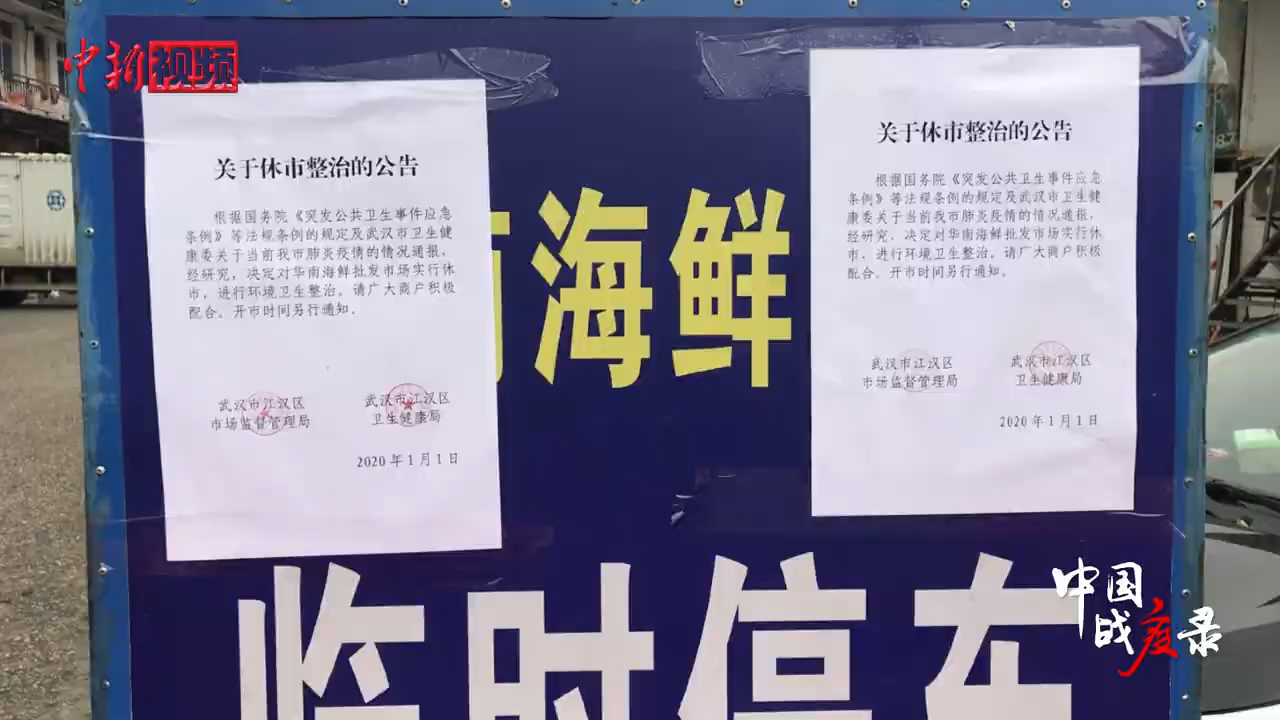 中新视频
关于休市整治的公告
根据国务院《突发公共卫生事件应急
条例》等法规条例的规定及武汉市卫生健
康委关于当前我市肺炎疫情的情况通报，
经研究，决定对华南海鲜批发市场实行休
市，进行环境卫生整治。请广大商户积极
配合。开市时间另行通知。
武汉市江汉区
市场监督管理局
武汉市江汉区
卫生健康局
2020年1月1日
关于休市整治的公告
根据国务院《突发公共卫生事件应急
条例》等法规条例的规定及武汉市卫生健
康委关于当前我市肺炎疫情的情况通报，
经研究，决定对华南海鲜批发市场实行休
市，进行环境卫生整治。请广大商户积极
配合。开市时间另行通知。
武汉市江汉区
市场监督管理局
武汉市江汉区
卫生健康局
2020年1月1日
南海鲜
临时停车
中国
战疫录